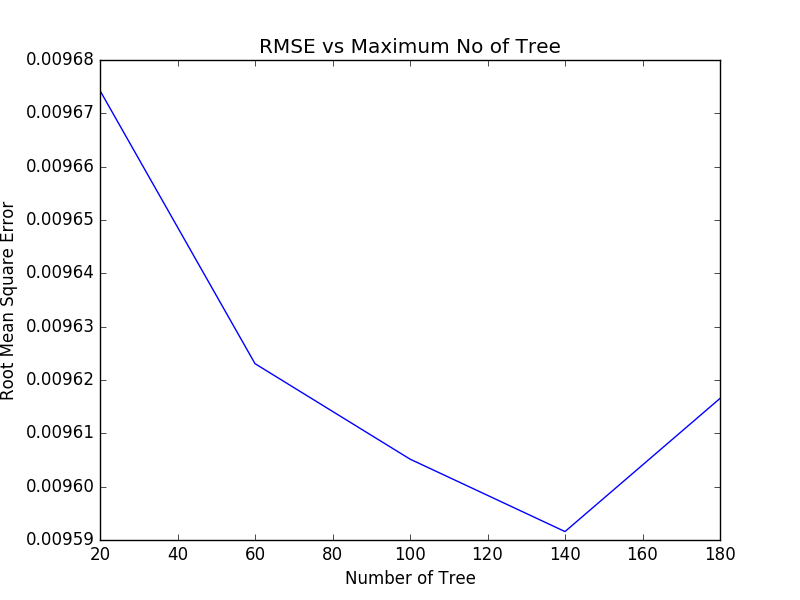 RMSE vs Maximum No of Tree
0.00968
0.00967
0.00966
0.00965
0.00964
0.00963
0.00962
0.00961
0.00960
0.00959
Root Mean Square Error
20 40 60 80 100 120 140 160 180
Number of Tree